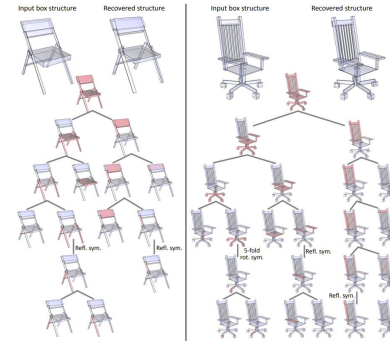 Input box structure Recovered structure
Input box structure Recovered structure
Refl. sym. Refl. sym.
5-fold
rot. sym.
Refl. sym.
Refl. sym.